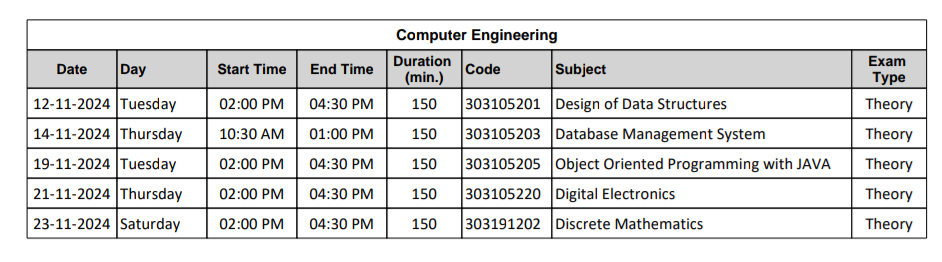 Computer Engineering
Date Day Start Time End Time Duration (min.) Code Subject Exam Type
12-11-2024 Tuesday 02:00 PM 04:30 PM 150 303105201 Design of Data Structures Theory
14-11-2024 Thursday 10:30 AM 01:00 PM 150 303105203 Database Management System Theory
19-11-2024 Tuesday 02:00 PM 04:30 PM 150 303105205 Object Oriented Programming with JAVA Theory
21-11-2024 Thursday 02:00 PM 04:30 PM 150 303105220 Digital Electronics Theory
23-11-2024 Saturday 02:00 PM 04:30 PM 150 303191202 Discrete Mathematics Theory